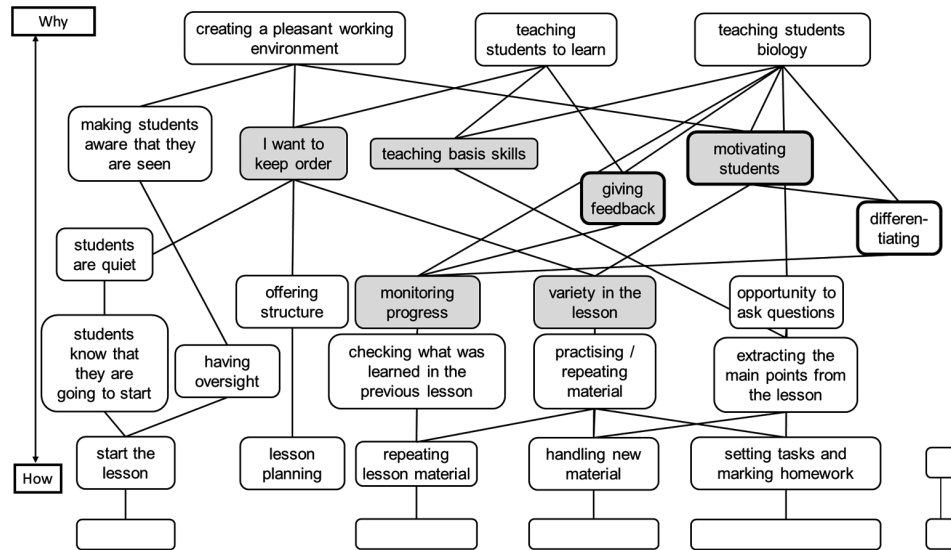 Why
creating a pleasant working
environment
teaching
students to learn
teaching students
biology
making students
aware that they
are seen
I want to
keep order
teaching basis skills
motivating
students
giving
feedback
differen-
tiating
students
are quiet
offering
structure
monitoring
progress
variety in the
lesson
opportunity to
ask questions
students
know that
they are
going to start
having
oversight
checking what was
learned in the
previous lesson
practising /
repeating
material
extracting the
main points from
the lesson
How
start the
lesson
lesson
planning
repeating
lesson material
handling new
material
setting tasks and
marking homework